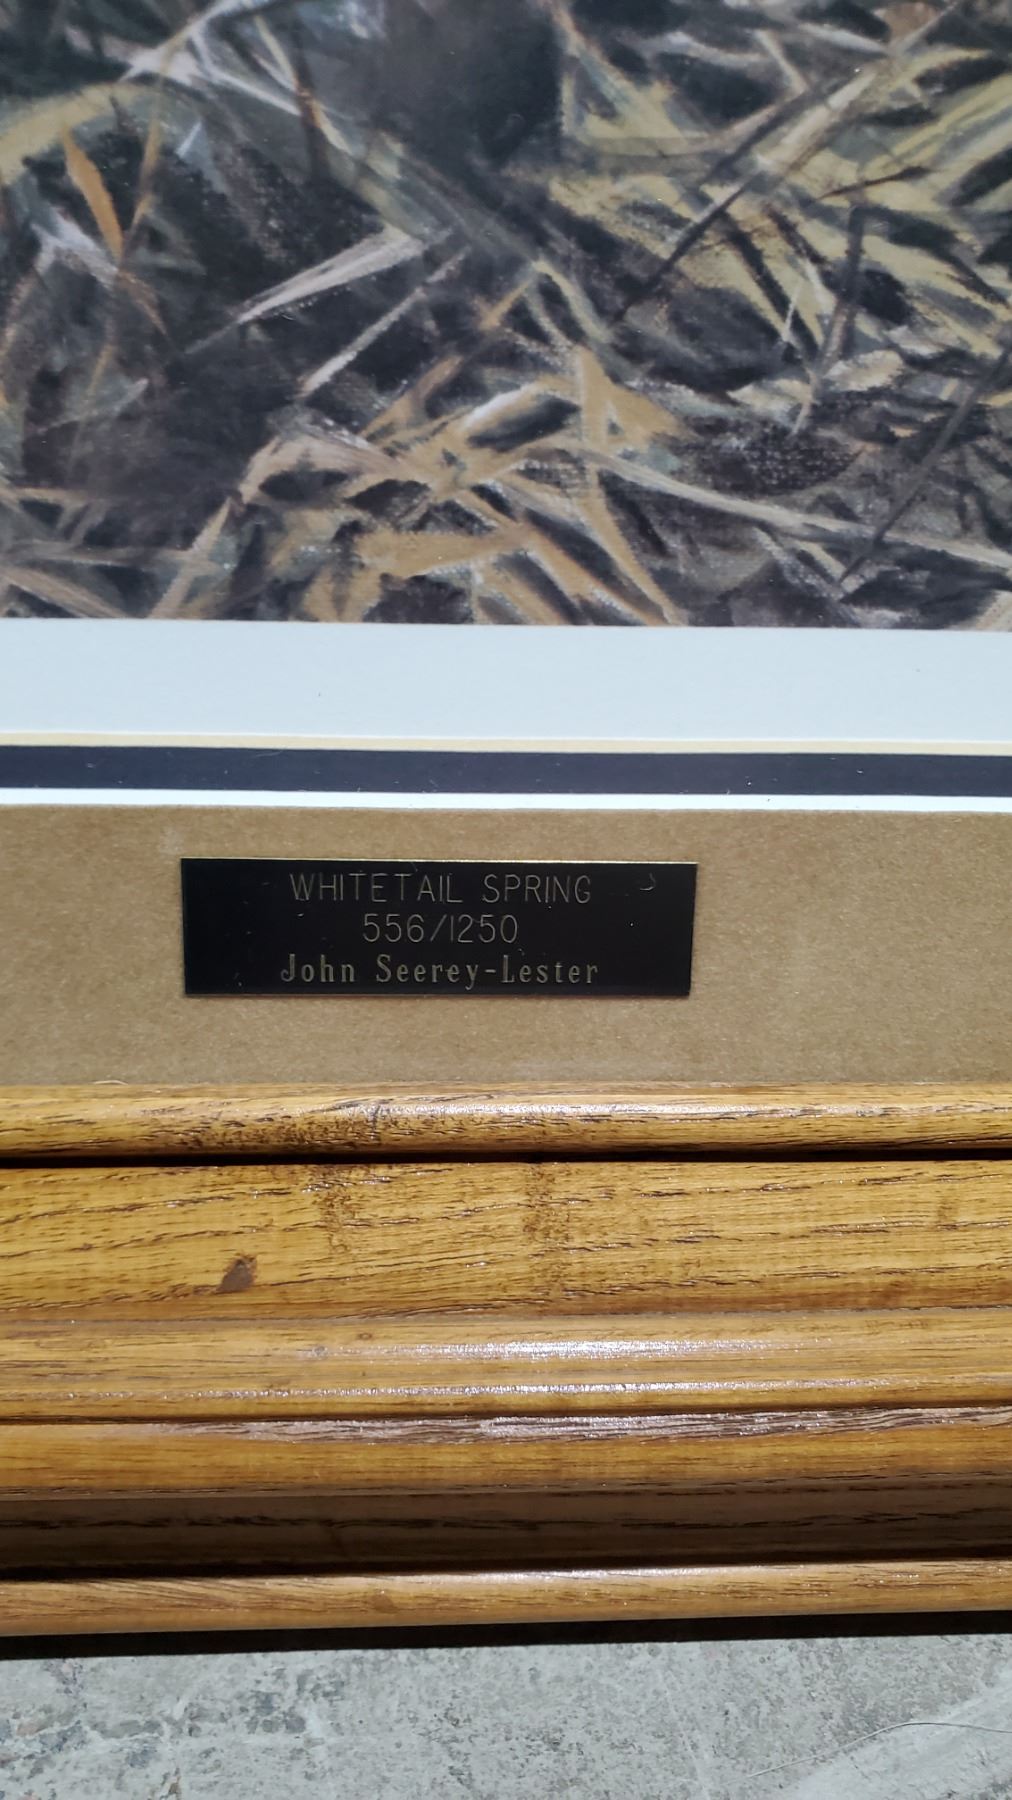 WHITETAIL SPRING
556/1250
John Seerey-Lester